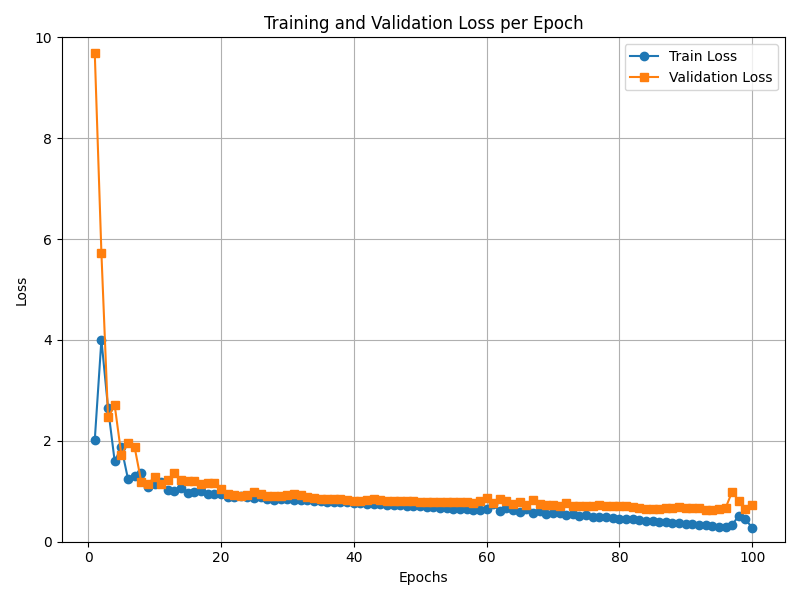 Training and Validation Loss per Epoch
Train Loss
Validation Loss
10
8
6
4
2
0
Loss
0 20 40 60 80 100
Epochs